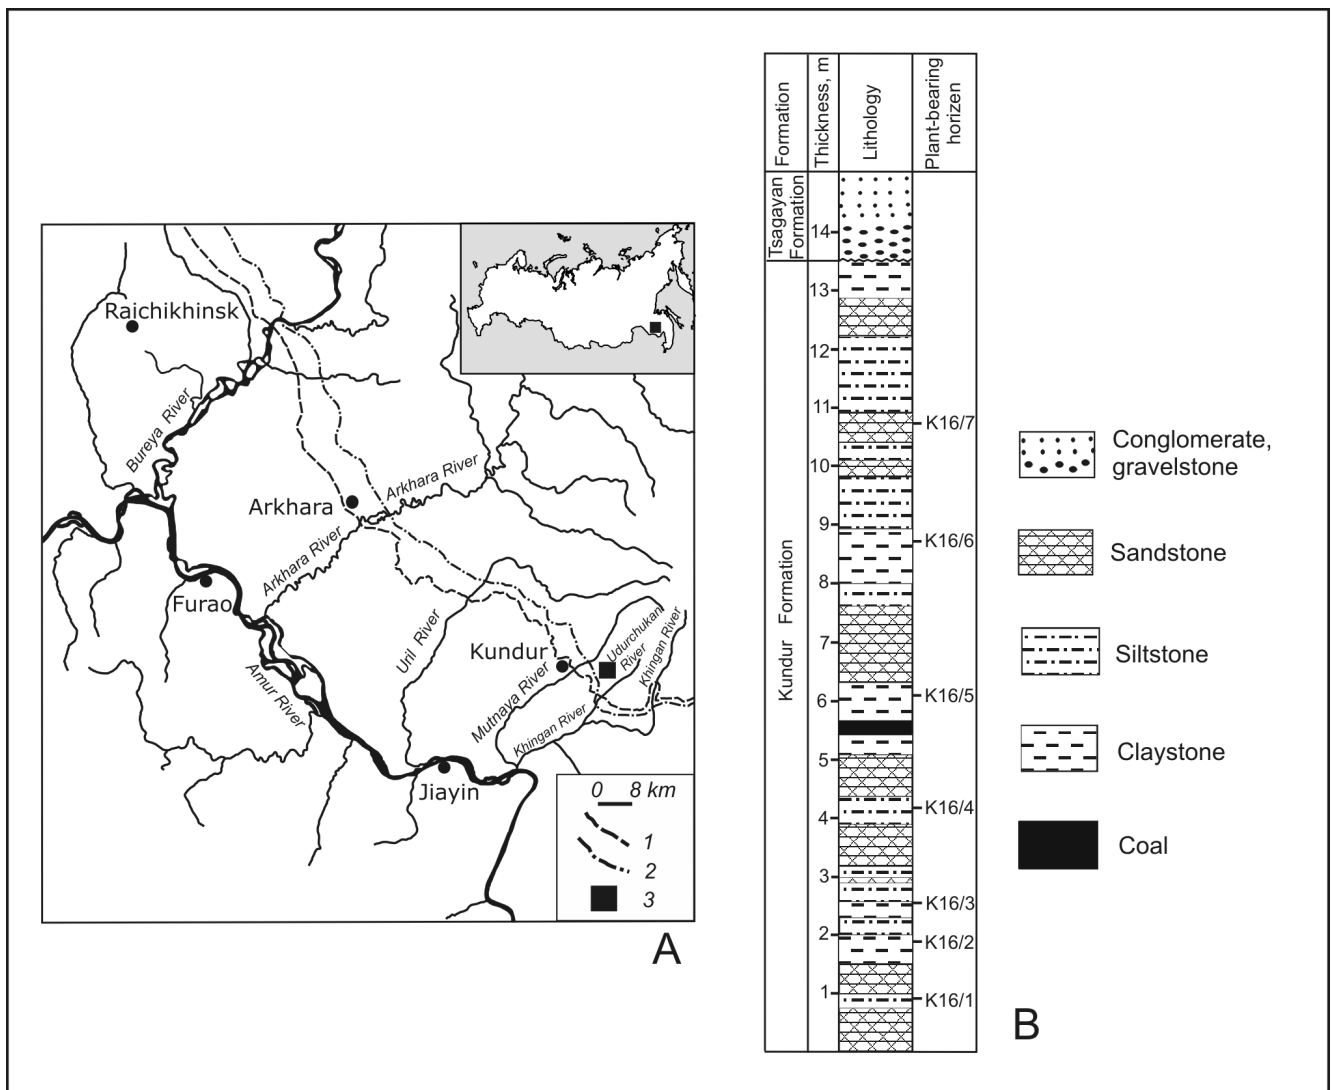 Raichikhinsk
Bureya River
Arkhara River
Arkhara
Arkhara River
Furao
Amur River
Uril River
Kundur
Udurchukan
River
Khingan River
Mutnaya River
Khingan River
Jiayin
0 8 km
1
2
3
A
Formation
Thickness, m
Lithology
Plant-bearing
horizen
Tsagayan
Formation
Kundur Formation
14
13
12
11
10
9
8
7
6
5
4
3
2
1
K16/7
K16/6
K16/5
K16/4
K16/3
K16/2
K16/1
Conglomerate,
gravelstone
Sandstone
Siltstone
Claystone
Coal
B